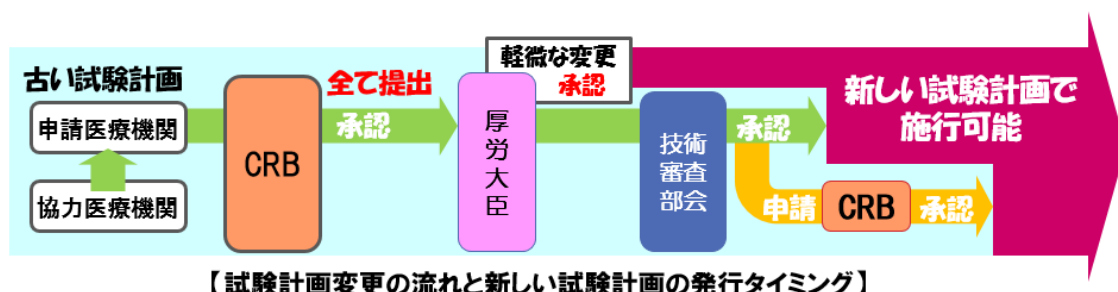 古い試験計画
申請医療機関
協力医療機関
CRB
全て提出
承認
厚労大臣
軽微な変更
承認
技術
審査
部会
承認
申請
CRB
承認
新しい試験計画で
施行可能
【試験計画変更の流れと新しい試験計画の発行タイミング】